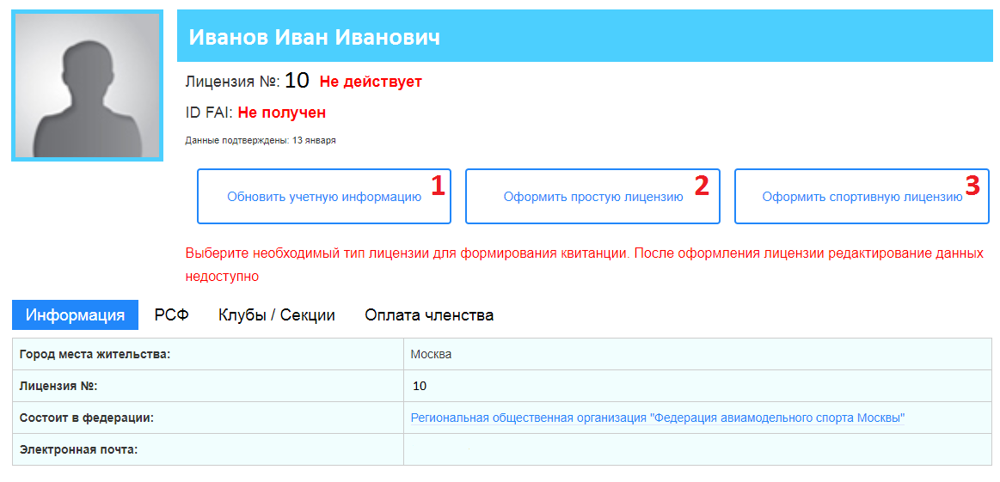 Иванов Иван Иванович
Лицензия №: 10 Не действует
ID FAI: Не получен
Данные подтверждены: 13 января
Обновить учетную информацию 1
Оформить простую лицензию 2
Оформить спортивную лицензию 3
Выберите необходимый тип лицензии для формирования квитанции. После оформления лицензии редактирование данных
недоступно
Информация РСФ Клубы / Секции Оплата членства
Город места жительства: Москва
Лицензия №: 10
Состоит в федерации: Региональная общественная организация "Федерация авиамодельного спорта Москвы"
Электронная почта: